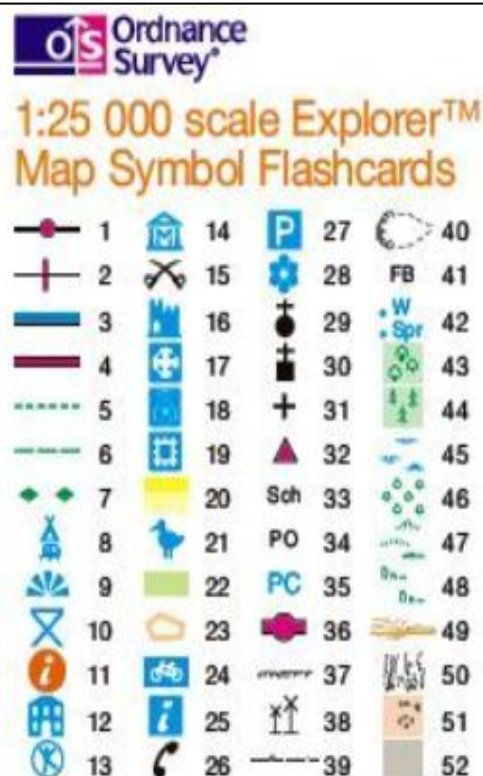 OS Ordnance
Survey®
1:25 000 scale Explorer™
Map Symbol Flashcards
1 14 P 27 40
2 15 28 FB 41
3 16 29 W Spr 42
4 17 30 43
5 18 31 44
6 19 32 45
7 20 Sch 33 46
8 21 PO 34 47
9 22 PC 35 48
10 23 36 49
i 11 24 37 50
12 i 25 38 51
13 26 39 52